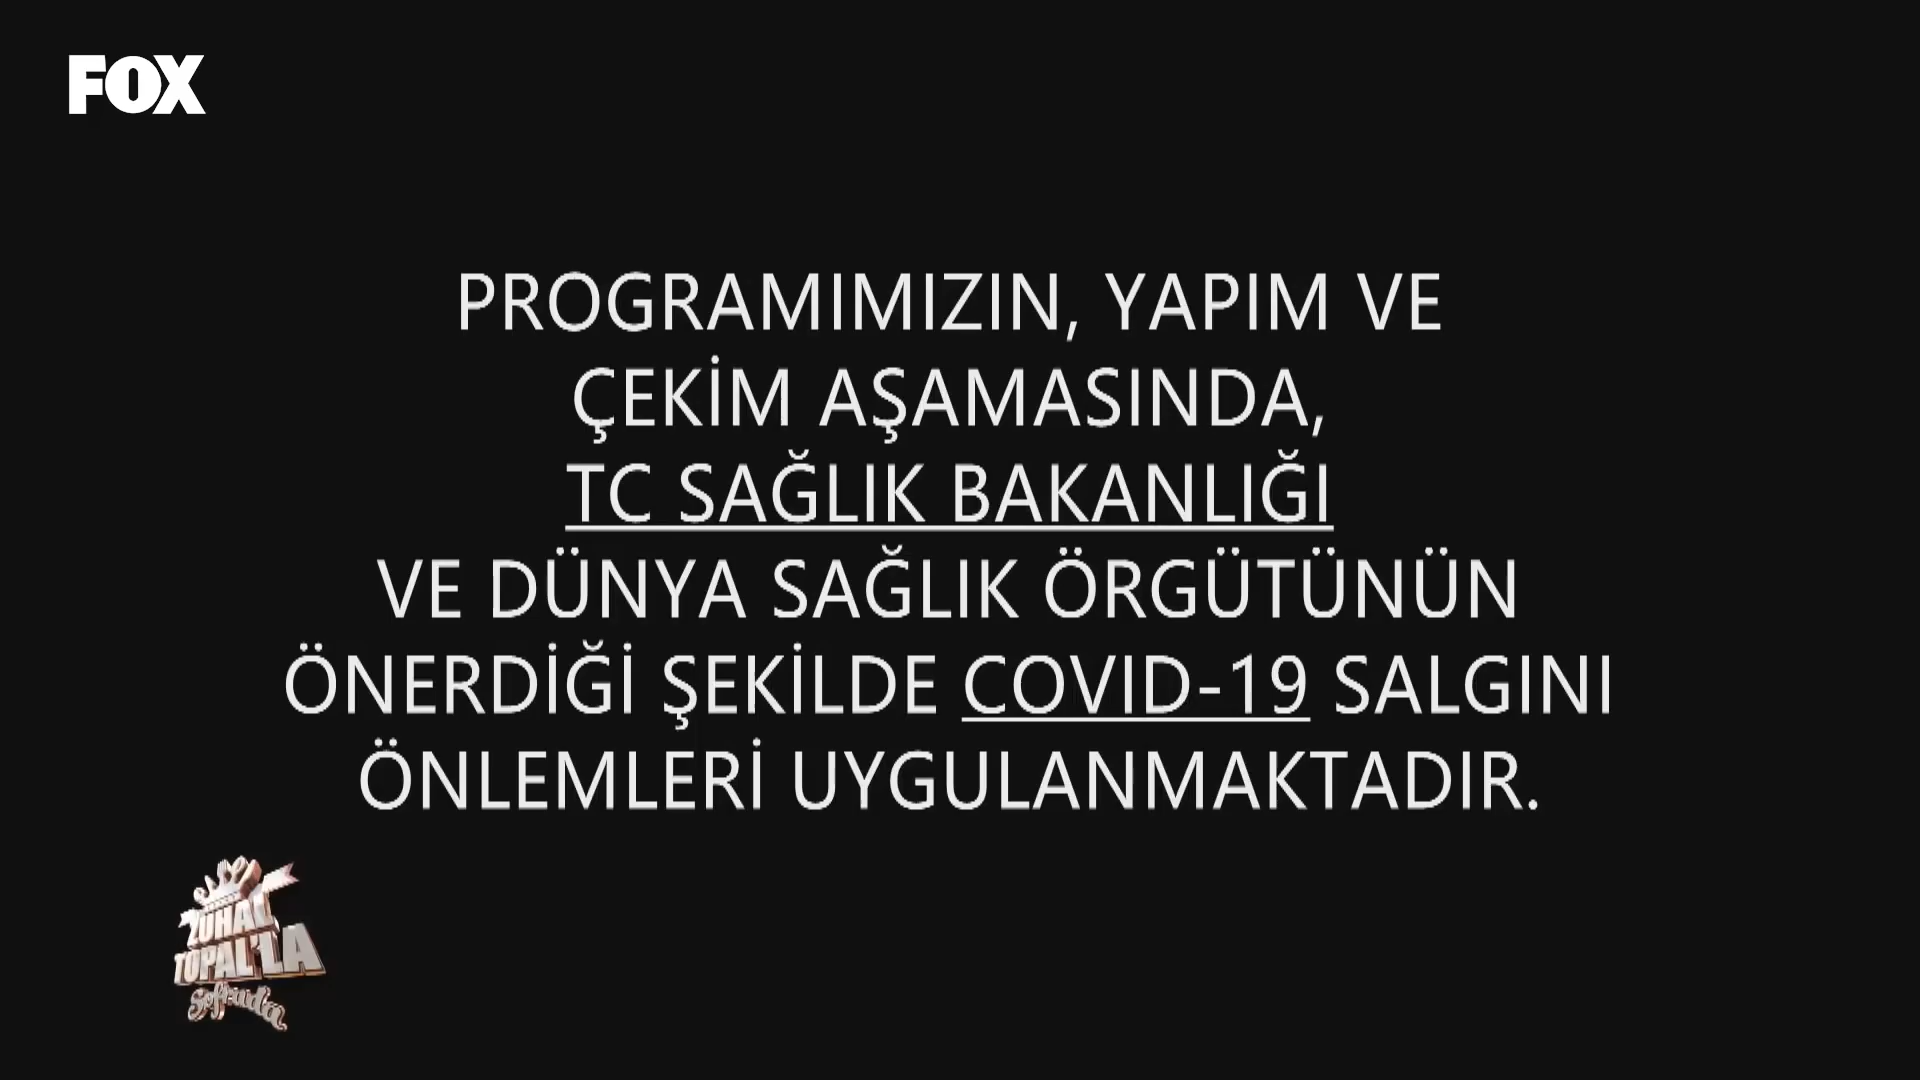 FOX
PROGRAMIMIZIN, YAPIM VE
ÇEKİM AŞAMASINDA,
TC SAĞLIK BAKANLIĞI
VE DÜNYA SAĞLIK ÖRGÜTÜNÜN
ÖNERDİĞİ ŞEKİLDE COVID-19 SALGINI
ÖNLEMLERİ UYGULANMAKTADIR.
ZUHAL
TOPAL'LA
Sofrada